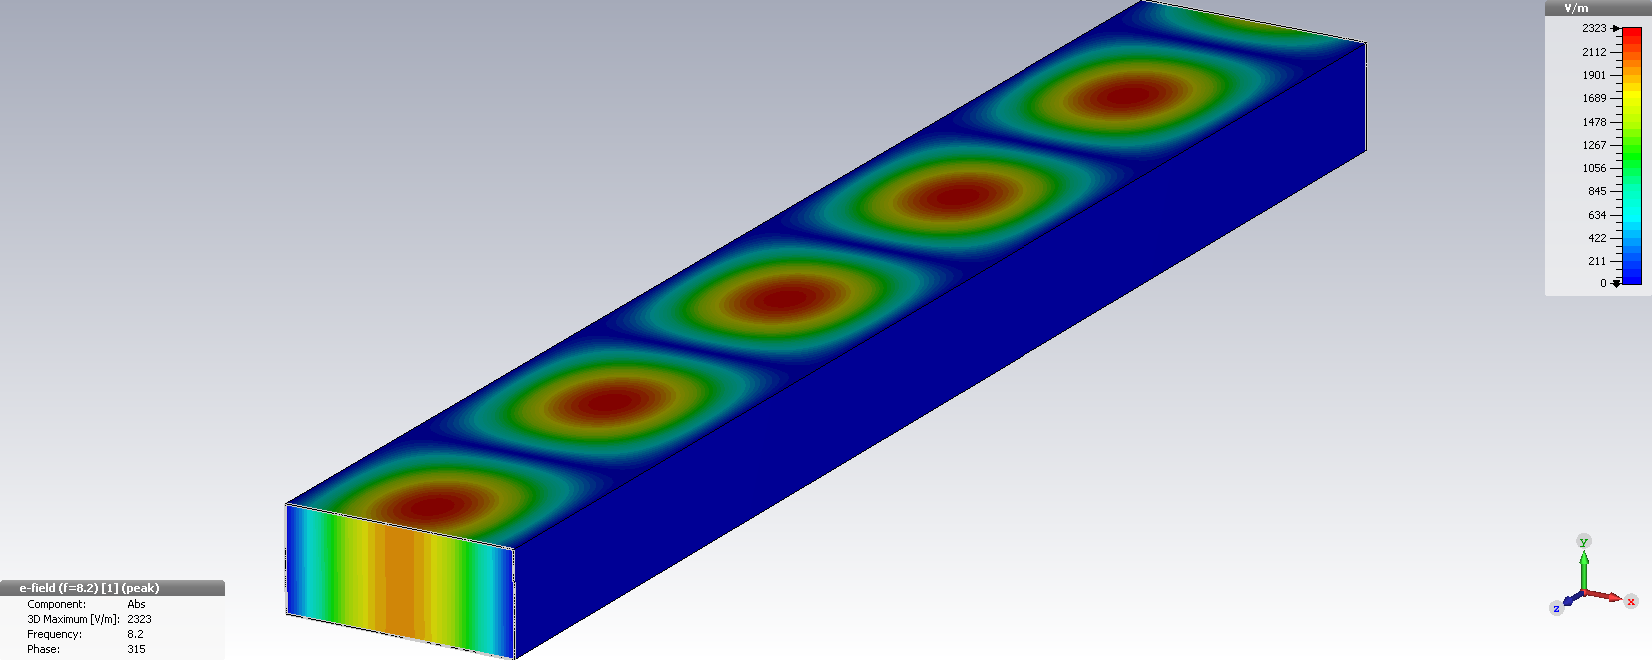 V/m
2323
2112
1901
1689
1478
1267
1056
845
634
422
211
0
e-field (f=8.2) [1] (peak)
Component: Abs
3D Maximum [V/m]: 2323
Frequency: 8.2
Phase: 315
y
z
x